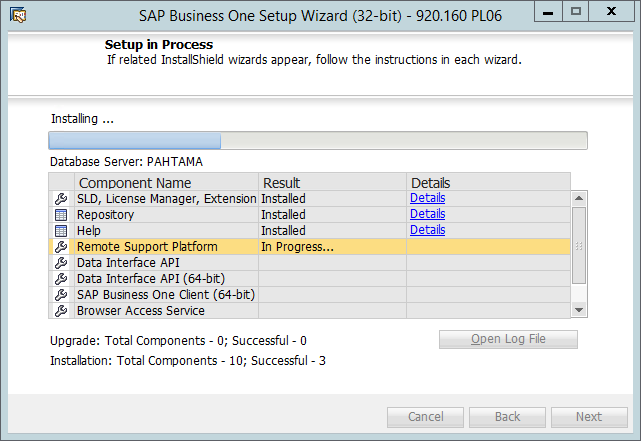 SAP Business One Setup Wizard (32-bit) - 920.160 PL06
Setup in Process
If related InstallShield wizards appear, follow the instructions in each wizard.
Installing ...
Database Server: PAHTAMA
Component Name Result Details
SLD, License Manager, Extension Installed Details
Repository Installed Details
Help Installed Details
Remote Support Platform In Progress...
Data Interface API
Data Interface API (64-bit)
SAP Business One Client (64-bit)
Browser Access Service
Upgrade: Total Components - 0; Successful - 0
Open Log File
Installation: Total Components - 10; Successful - 3
Cancel Back Next